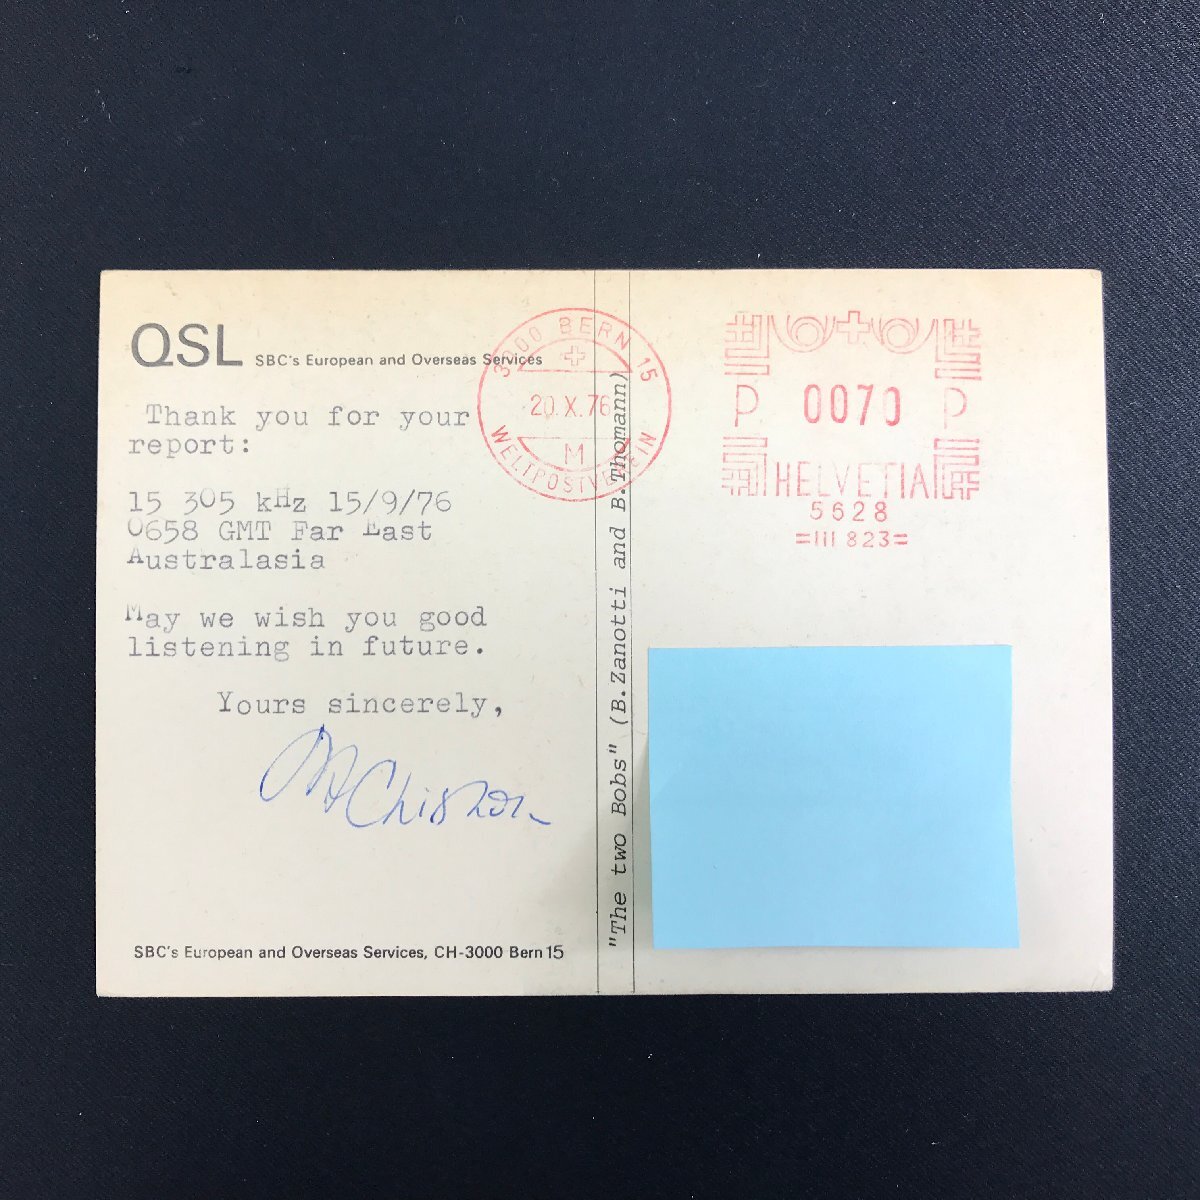 QSL SBC's European and Overseas Services
Thank you for your
report:
15 305 kHz 15/9/76
0658 GMT Far East
Australasia
May we wish you good
listening in future.
Yours sincerely,
SBC's European and Overseas Services, CH-3000 Bern 15
"The two Bobs" (B.Zanotti and B.Thomann)
3000 BERN 15
20.X.76
M
WELTPOSTVEREIN
P 0070 P
HELVETIA
5628
=III 823=